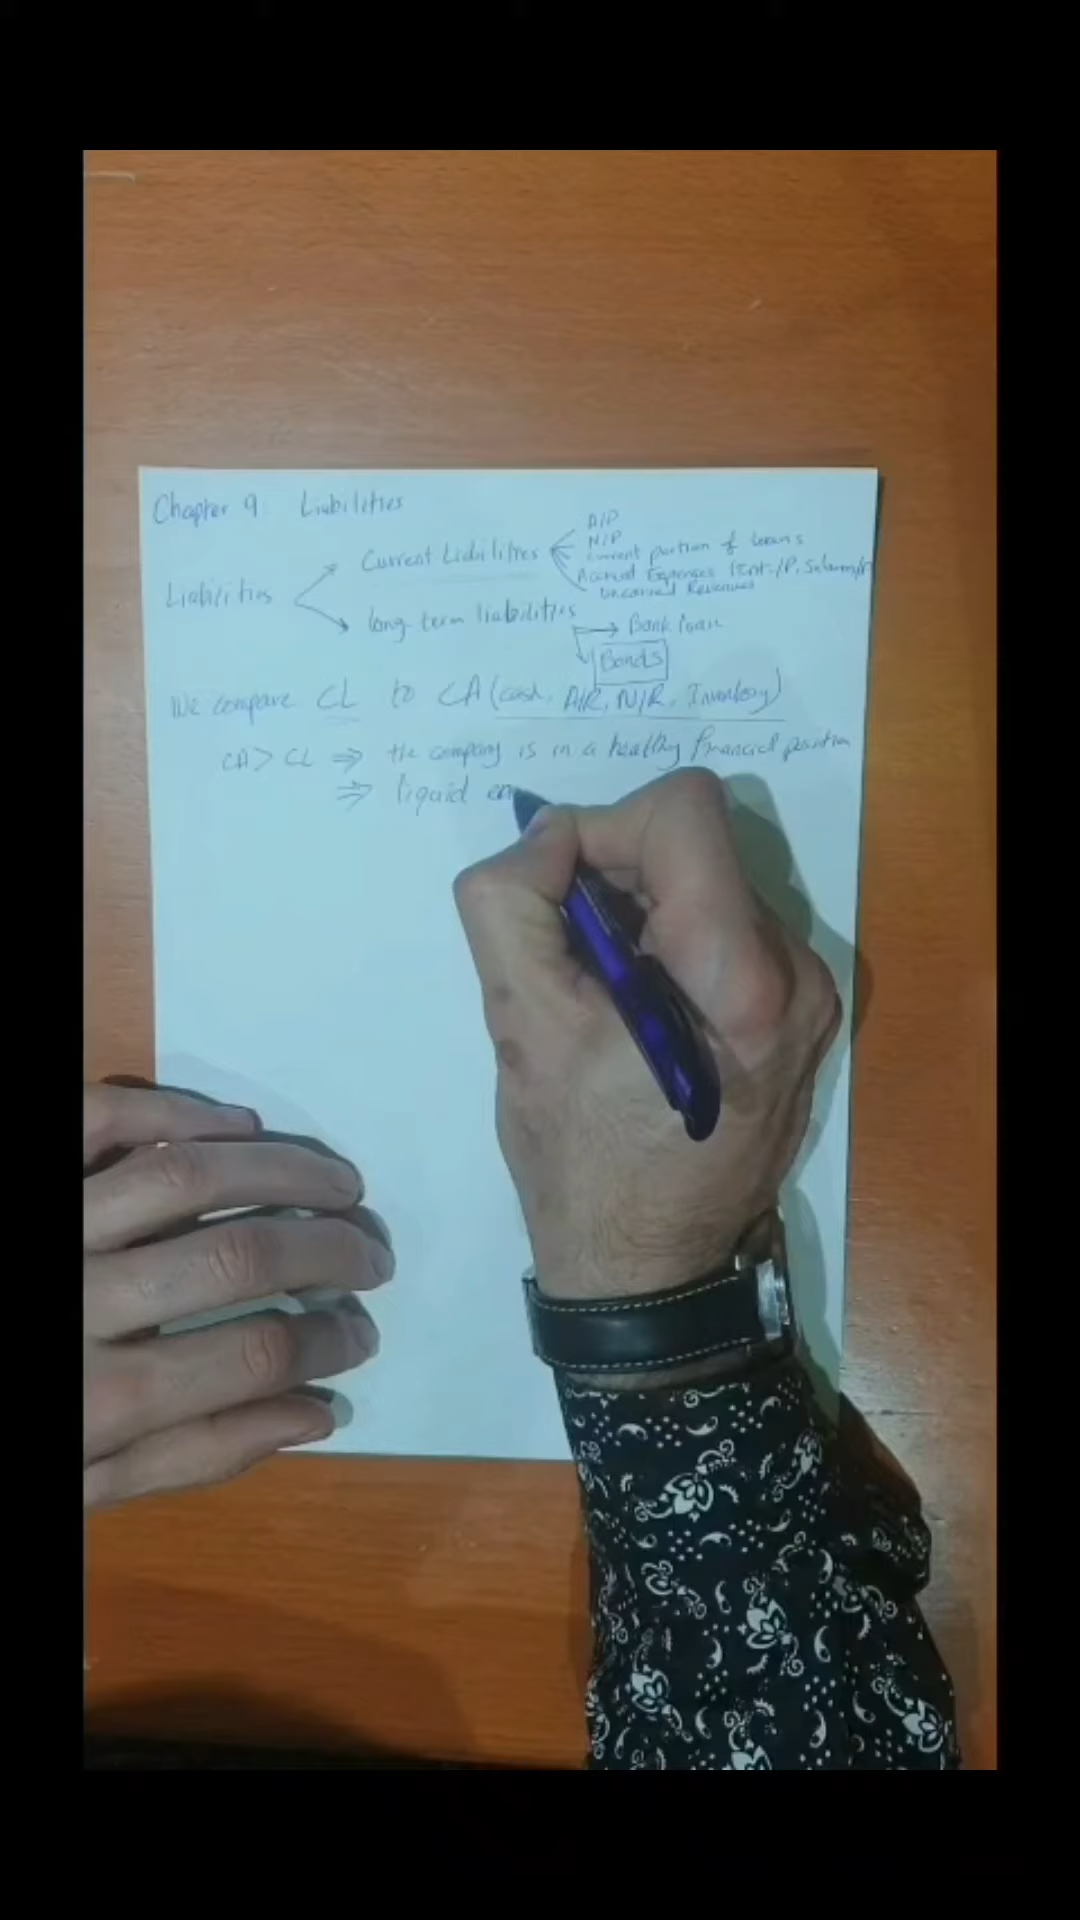 Chapter 9: Liabilities
A/P
N/P
Current Liabilities
Current portion of loans
Accrued Expenses
Liabilities
Unearned Revenues
long term liabilities
Bank loan
Bonds
We compare CL to CA (cash, A/R, N/R, Inventory)
CA > CL ⇒ the company is in a healthy financial position
⇒ liquid en